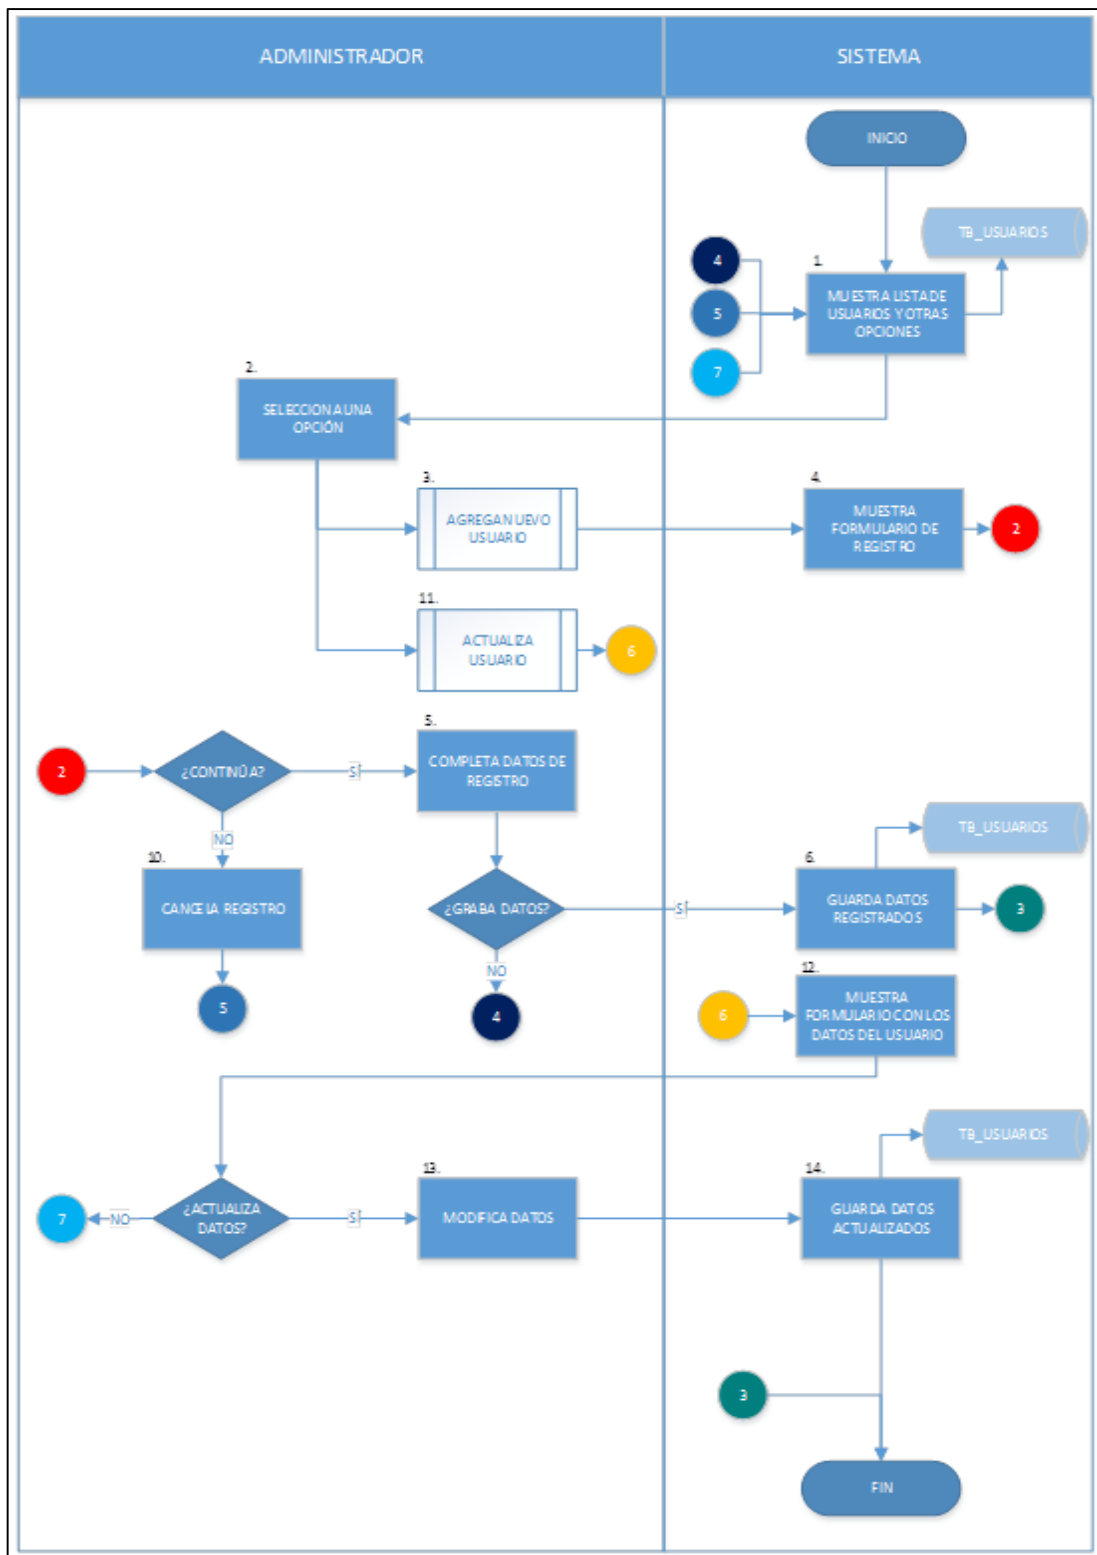 ADMINISTRADOR
SISTEMA
INICIO
TB_USUARIOS
4
1.
MUESTRA LISTA DE
USUARIOS Y OTRAS
OPCIONES
5
7
2.
SELECCIONA UNA
OPCIÓN
3.
AGREGA NUEVO
USUARIO
4.
MUESTRA
FORMULARIO DE
REGISTRO
2
11.
ACTUALIZA
USUARIO
6
2
¿CONTINÚA?
SÍ
5.
COMPLETA DATOS DE
REGISTRO
NO
TB_USUARIOS
10.
CANCELA REGISTRO
¿GRABA DATOS?
SÍ
6.
GUARDA DATOS
REGISTRADOS
3
NO
5
4
6
12.
MUESTRA
FORMULARIO CON LOS
DATOS DEL USUARIO
TB_USUARIOS
7
NO
¿ACTUALIZA
DATOS?
SÍ
13.
MODIFICA DATOS
14.
GUARDA DATOS
ACTUALIZADOS
3
FIN